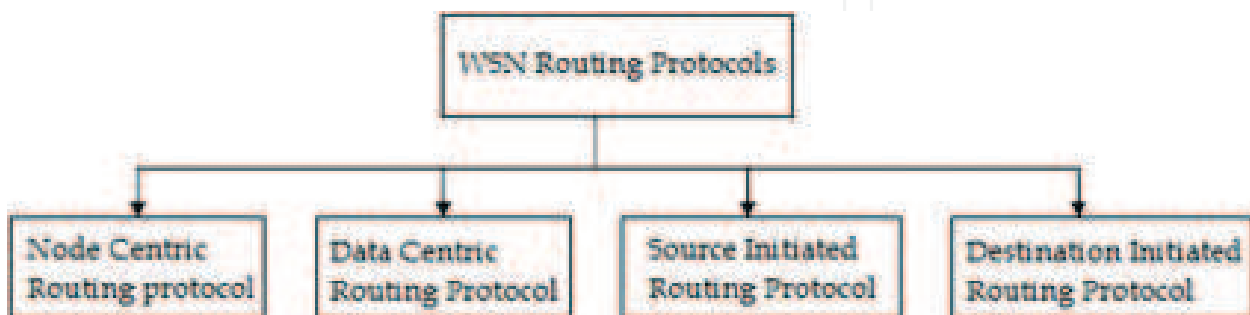 WSN Routing Protocols
Node Centric
Routing protocol
Data Centric
Routing Protocol
Source Initiated
Routing Protocol
Destination Initiated
Routing Protocol